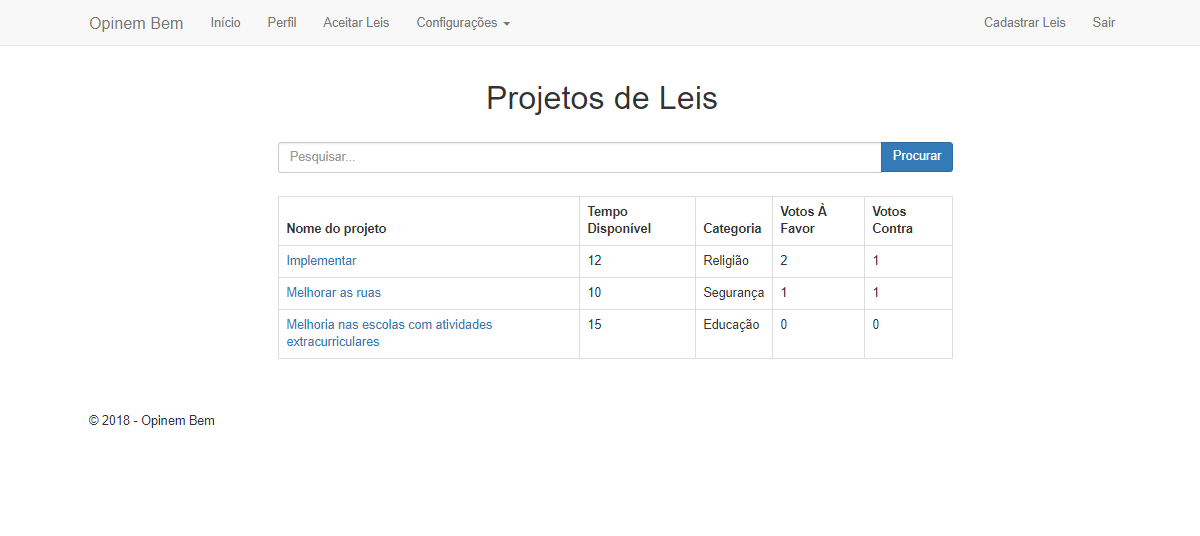 Opinem Bem Início Perfil Aceitar Leis Configurações Cadastrar Leis Sair
Projetos de Leis
Pesquisar... Procurar
Nome do projeto Tempo Disponível Categoria Votos À Favor Votos Contra
Implementar 12 Religião 2 1
Melhorar as ruas 10 Segurança 1 1
Melhoria nas escolas com atividades extracurriculares 15 Educação 0 0
© 2018 - Opinem Bem